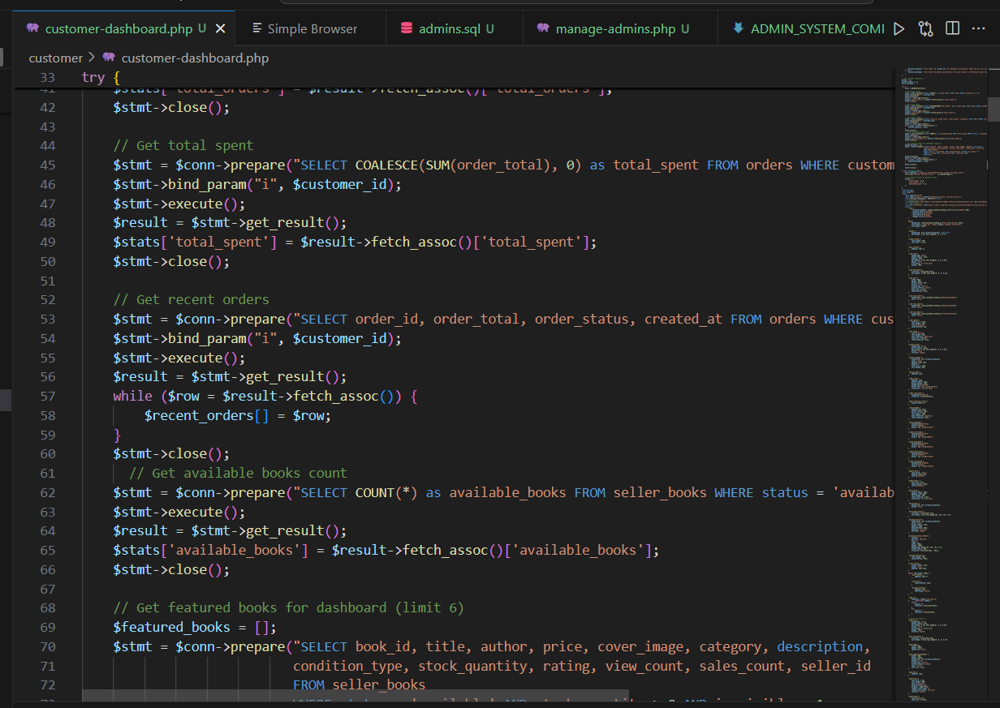 customer-dashboard.php U
Simple Browser
admins.sql U
manage-admins.php U
ADMIN_SYSTEM_COMI
customer > customer-dashboard.php
33 try {
41 $stats['total_orders'] = $result->fetch_assoc()['total_orders'];
42 $stmt->close();
43
44 // Get total spent
45 $stmt = $conn->prepare("SELECT COALESCE(SUM(order_total), 0) as total_spent FROM orders WHERE custom
46 $stmt->bind_param("i", $customer_id);
47 $stmt->execute();
48 $result = $stmt->get_result();
49 $stats['total_spent'] = $result->fetch_assoc()['total_spent'];
50 $stmt->close();
51
52 // Get recent orders
53 $stmt = $conn->prepare("SELECT order_id, order_total, order_status, created_at FROM orders WHERE cus
54 $stmt->bind_param("i", $customer_id);
55 $stmt->execute();
56 $result = $stmt->get_result();
57 while ($row = $result->fetch_assoc()) {
58 $recent_orders[] = $row;
59 }
60 $stmt->close();
61 // Get available books count
62 $stmt = $conn->prepare("SELECT COUNT(*) as available_books FROM seller_books WHERE status = 'availab
63 $stmt->execute();
64 $result = $stmt->get_result();
65 $stats['available_books'] = $result->fetch_assoc()['available_books'];
66 $stmt->close();
67
68 // Get featured books for dashboard (limit 6)
69 $featured_books = [];
70 $stmt = $conn->prepare("SELECT book_id, title, author, price, cover_image, category, description,
71 condition_type, stock_quantity, rating, view_count, sales_count, seller_id
72 FROM seller_books